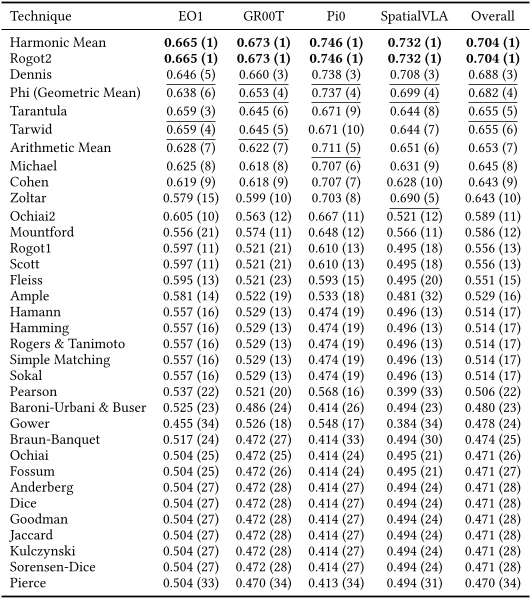 Technique EO1 GR00T Pi0 SpatialVLA Overall
Harmonic Mean 0.665 (1) 0.673 (1) 0.746 (1) 0.732 (1) 0.704 (1)
Rogot2 0.665 (1) 0.673 (1) 0.746 (1) 0.732 (1) 0.704 (1)
Dennis 0.646 (5) 0.660 (3) 0.738 (3) 0.708 (3) 0.688 (3)
Phi (Geometric Mean) 0.638 (6) 0.653 (4) 0.737 (4) 0.699 (4) 0.682 (4)
Tarantula 0.659 (3) 0.645 (6) 0.671 (9) 0.644 (8) 0.655 (5)
Tarwid 0.659 (4) 0.645 (5) 0.671 (10) 0.644 (7) 0.655 (6)
Arithmetic Mean 0.628 (7) 0.622 (7) 0.711 (5) 0.651 (6) 0.653 (7)
Michael 0.625 (8) 0.618 (8) 0.707 (6) 0.631 (9) 0.645 (8)
Cohen 0.619 (9) 0.618 (9) 0.707 (7) 0.628 (10) 0.643 (9)
Zoltar 0.579 (15) 0.599 (10) 0.703 (8) 0.690 (5) 0.643 (10)
Ochiai2 0.605 (10) 0.563 (12) 0.667 (11) 0.521 (12) 0.589 (11)
Mountford 0.556 (21) 0.574 (11) 0.648 (12) 0.566 (11) 0.586 (12)
Rogot1 0.597 (11) 0.521 (21) 0.610 (13) 0.495 (18) 0.556 (13)
Scott 0.597 (11) 0.521 (21) 0.610 (13) 0.495 (18) 0.556 (13)
Fleiss 0.595 (13) 0.521 (23) 0.593 (15) 0.495 (20) 0.551 (15)
Ample 0.581 (14) 0.522 (19) 0.533 (18) 0.481 (32) 0.529 (16)
Hamann 0.557 (16) 0.529 (13) 0.474 (19) 0.496 (13) 0.514 (17)
Hamming 0.557 (16) 0.529 (13) 0.474 (19) 0.496 (13) 0.514 (17)
Rogers & Tanimoto 0.557 (16) 0.529 (13) 0.474 (19) 0.496 (13) 0.514 (17)
Simple Matching 0.557 (16) 0.529 (13) 0.474 (19) 0.496 (13) 0.514 (17)
Sokal 0.557 (16) 0.529 (13) 0.474 (19) 0.496 (13) 0.514 (17)
Pearson 0.537 (22) 0.521 (20) 0.568 (16) 0.399 (33) 0.506 (22)
Baroni-Urbani & Buser 0.525 (23) 0.486 (24) 0.414 (26) 0.494 (23) 0.480 (23)
Gower 0.455 (34) 0.526 (18) 0.548 (17) 0.384 (34) 0.478 (24)
Braun-Banquet 0.517 (24) 0.472 (27) 0.414 (33) 0.494 (30) 0.474 (25)
Ochiai 0.504 (25) 0.472 (25) 0.414 (24) 0.495 (21) 0.471 (26)
Fossum 0.504 (25) 0.472 (26) 0.414 (24) 0.495 (21) 0.471 (27)
Anderberg 0.504 (27) 0.472 (28) 0.414 (27) 0.494 (24) 0.471 (28)
Dice 0.504 (27) 0.472 (28) 0.414 (27) 0.494 (24) 0.471 (28)
Goodman 0.504 (27) 0.472 (28) 0.414 (27) 0.494 (24) 0.471 (28)
Jaccard 0.504 (27) 0.472 (28) 0.414 (27) 0.494 (24) 0.471 (28)
Kulczynski 0.504 (27) 0.472 (28) 0.414 (27) 0.494 (24) 0.471 (28)
Sorensen-Dice 0.504 (27) 0.472 (28) 0.414 (27) 0.494 (24) 0.471 (28)
Pierce 0.504 (33) 0.470 (34) 0.413 (34) 0.494 (31) 0.470 (34)